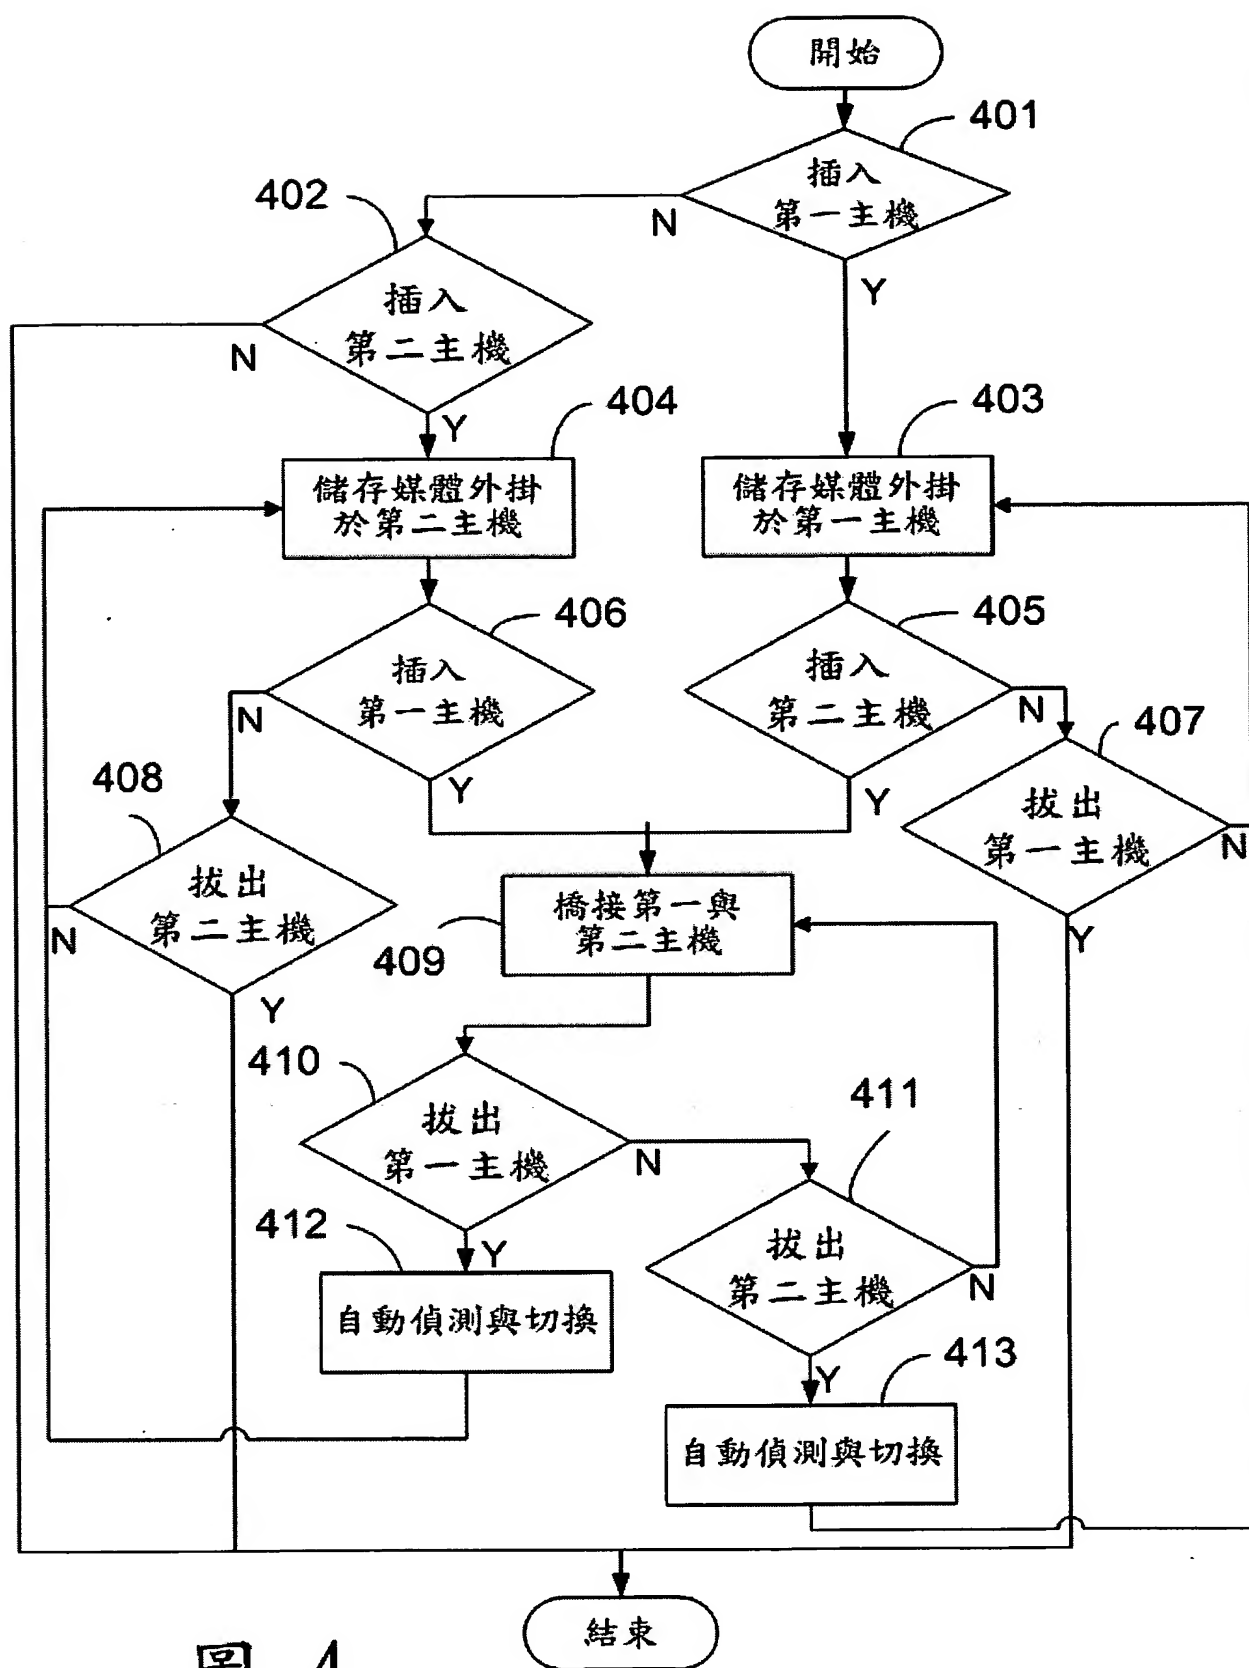 開始
401
插入
第一主機
N
Y
402
插入
第二主機
N
Y
404
儲存媒體外掛
於第二主機
403
儲存媒體外掛
於第一主機
406
插入
第一主機
N
Y
405
插入
第二主機
N
Y
407
拔出
第一主機
N
Y
408
拔出
第二主機
N
Y
橋接第一與
第二主機
409
410
拔出
第一主機
N
Y
411
拔出
第二主機
N
Y
412
自動偵測與切換
413
自動偵測與切換
結束
圖 4